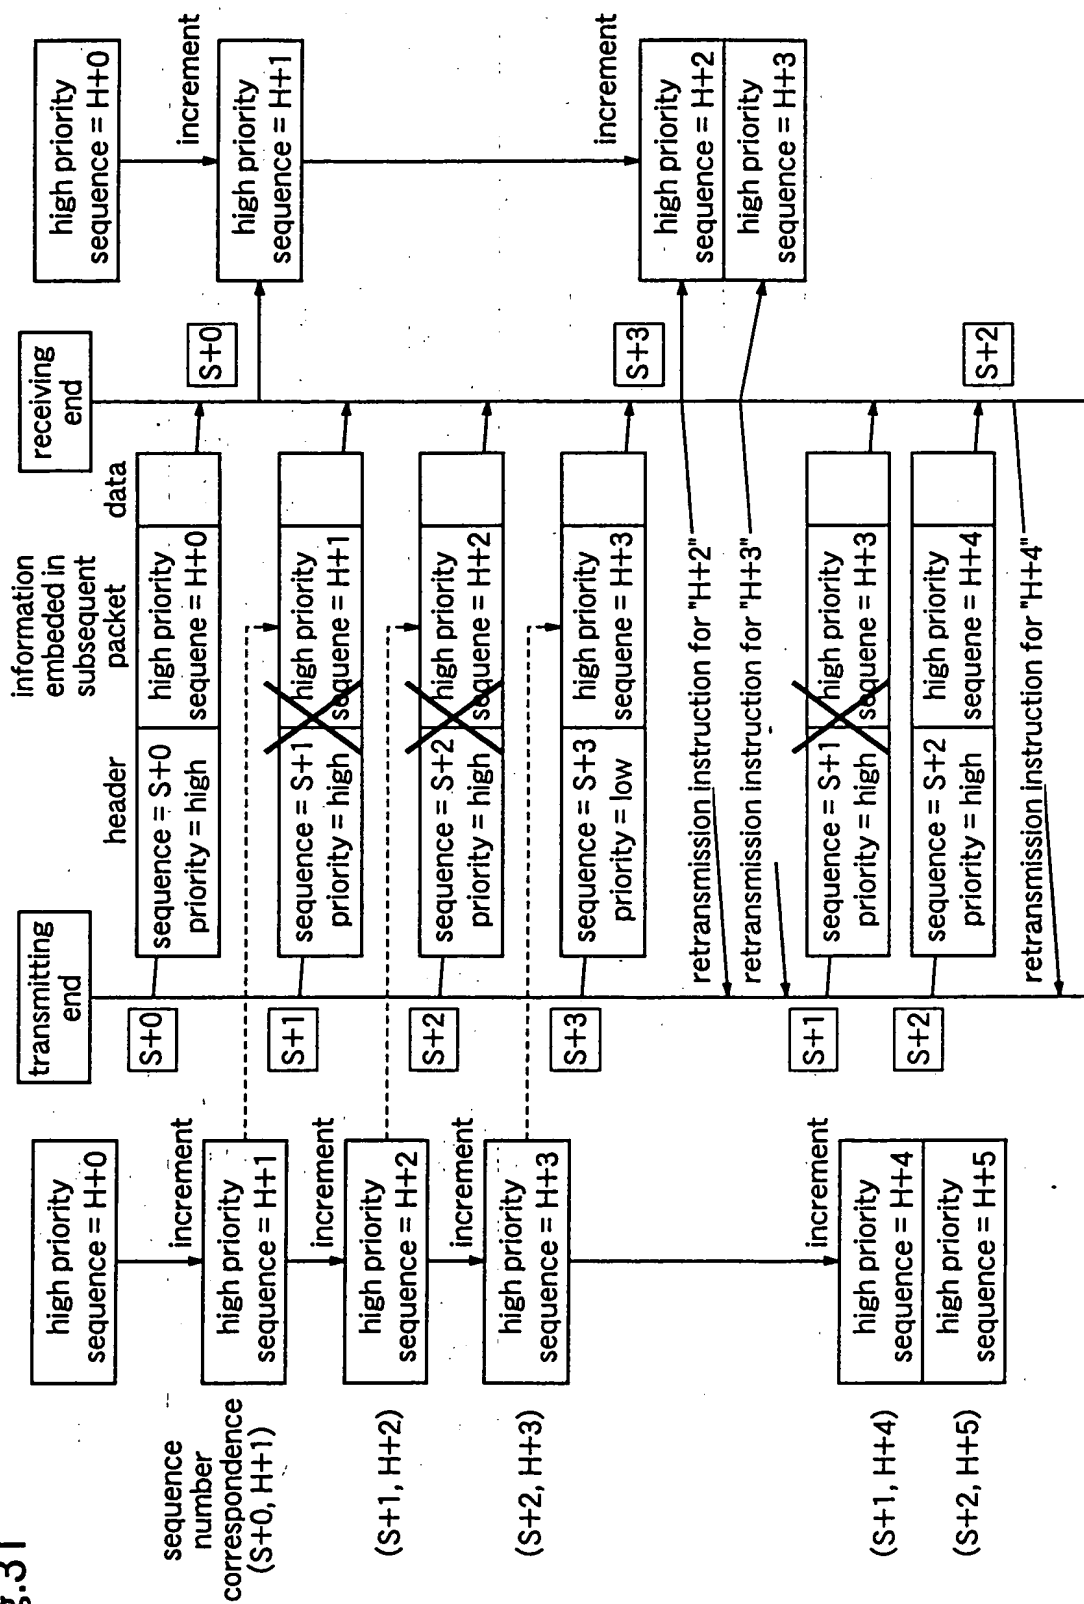 g.31
transmitting
end
receiving
end
header
information
embeded in
subsequent
packet
data
high priority
sequence = H+0
increment
sequence
number
correspondence
(S+0, H+1)
high priority
sequence = H+1
increment
(S+1, H+2)
high priority
sequence = H+2
increment
(S+2, H+3)
high priority
sequence = H+3
increment
(S+1, H+4)
high priority
sequence = H+4
(S+2, H+5)
high priority
sequence = H+5
S+0
sequence = S+0
priority = high
high priority
sequene = H+0
S+0
S+1
sequence = S+1
priority = high
high priority
sequene = H+1
S+2
sequence = S+2
priority = high
high priority
sequene = H+2
S+3
sequence = S+3
priority = low
high priority
sequene = H+3
S+3
retransmission instruction for "H+2"
retransmission instruction for "H+3"
S+1
sequence = S+1
priority = high
high priority
sequene = H+3
S+2
sequence = S+2
priority = high
high priority
sequene = H+4
S+2
retransmission instruction for "H+4"
high priority
sequence = H+0
increment
high priority
sequence = H+1
increment
high priority
sequence = H+2
high priority
sequence = H+3